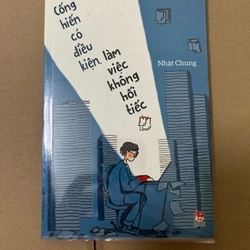 Cống
hiến
có
điều
kiện,
làm
việc
không
hối
tiếc
Nhật Chung